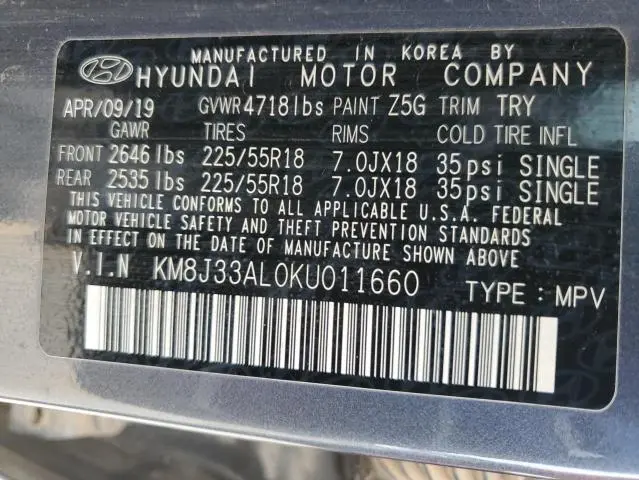 MANUFACTURED IN KOREA BY
HYUNDAI MOTOR COMPANY
APR/09/19 GVWR 4718lbs PAINT Z5G TRIM TRY
GAWR TIRES RIMS COLD TIRE INFL
FRONT 2646lbs 225/55R18 7.0JX18 35psi SINGLE
REAR 2535lbs 225/55R18 7.0JX18 35psi SINGLE
THIS VEHICLE CONFORMS TO ALL APPLICABLE U.S.A. FEDERAL
MOTOR VEHICLE SAFETY AND THEFT PREVENTION STANDARDS
IN EFFECT ON THE DATE OF MANUFACTURE SHOWN ABOVE
V.I.N KM8J33AL0KU011660 TYPE : MPV